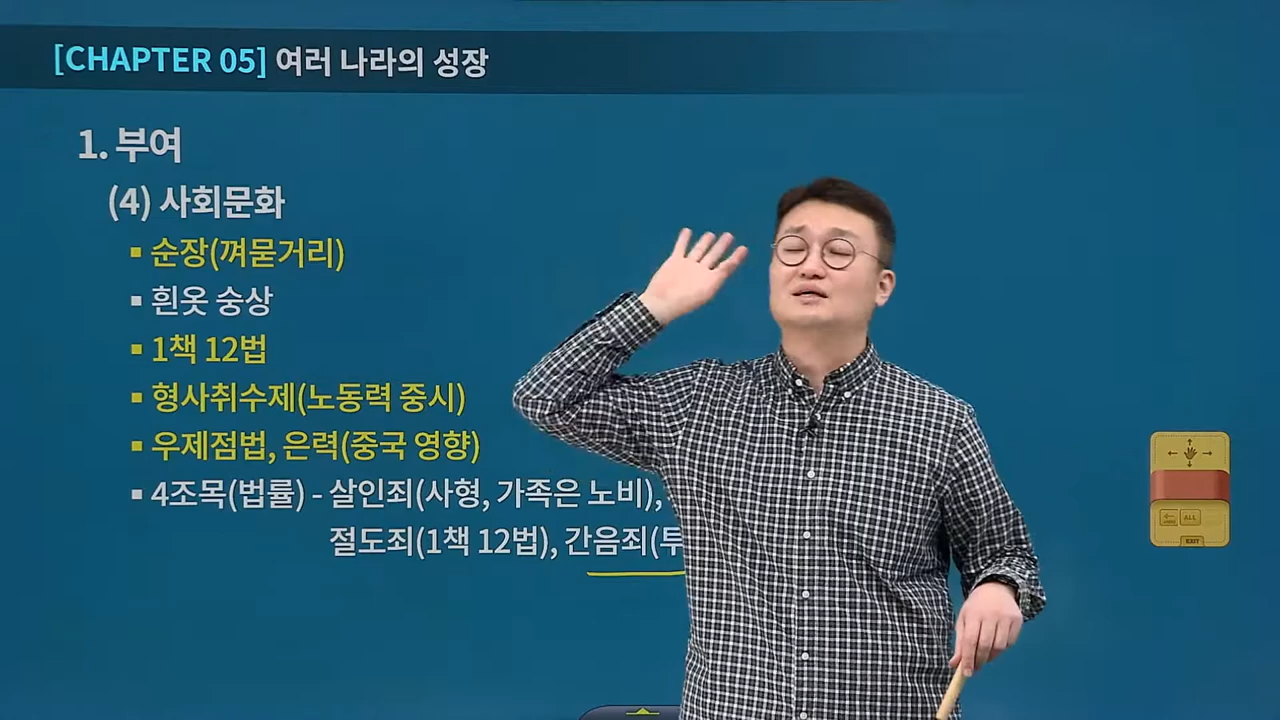 [CHAPTER 05] 여러 나라의 성장
1. 부여
(4) 사회문화
▪ 순장(껴묻거리)
▪ 흰옷 숭상
▪ 1책 12법
▪ 형사취수제(노동력 중시)
▪ 우제점법, 은력(중국 영향)
▪ 4조목(법률) - 살인죄(사형, 가족은 노비),
절도죄(1책 12법), 간음죄(투
ALL
EXIT